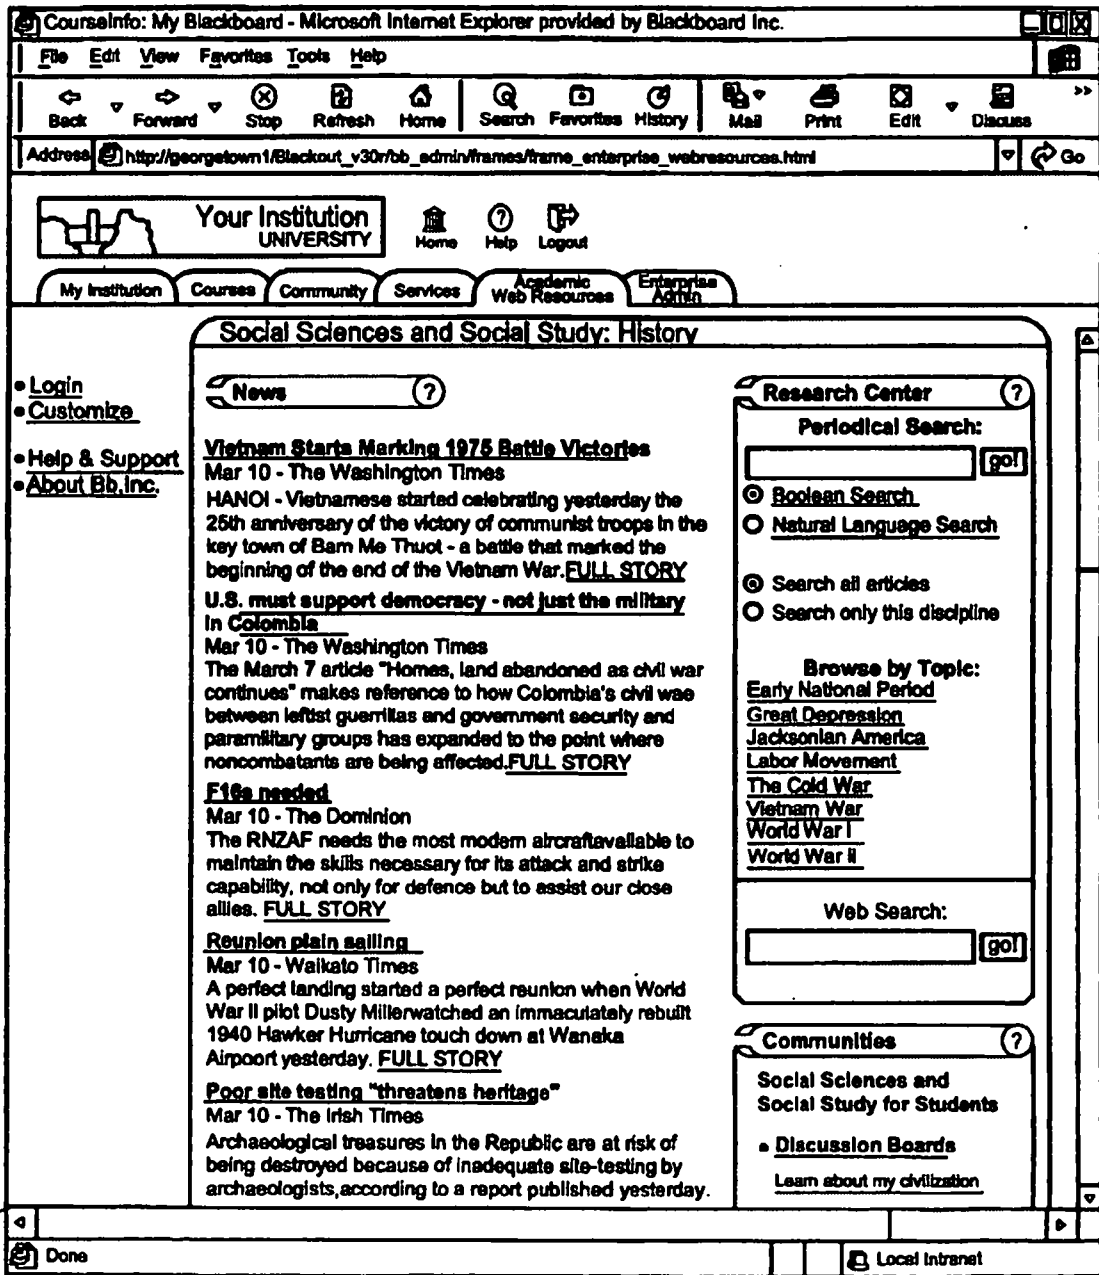 CourseInfo: My Blackboard - Microsoft Internet Explorer provided by Blackboard Inc.
File Edit View Favorites Tools Help
Back Forward Stop Refresh Home Search Favorites History Mail Print Edit Discuss >>
Address http://georgetown1/Blackout_v30r/bb_admin/frames/frame_enterprise_webresources.html Go
Your Institution
UNIVERSITY
Home ? Help Logout
My Institution Courses Community Services Academic Web Resources Enterprise Admin
Social Sciences and Social Study: History
Login
Customize
Help & Support
About Bb,Inc.
News ?
Vietnam Starts Marking 1975 Battle Victories
Mar 10 - The Washington Times
HANOI - Vietnamese started celebrating yesterday the
25th anniversary of the victory of communist troops in the
key town of Bam Me Thuot - a battle that marked the
beginning of the end of the Vietnam War.FULL STORY
U.S. must support democracy - not just the military
in Colombia
Mar 10 - The Washington Times
The March 7 article "Homes, land abandoned as civil war
continues" makes reference to how Colombia's civil wae
between leftist guerrillas and government security and
paramilitary groups has expanded to the point where
noncombatants are being affected.FULL STORY
F16s needed
Mar 10 - The Dominion
The RNZAF needs the most modern aircraftavailable to
maintain the skills necessary for its attack and strike
capability, not only for defence but to assist our close
allies. FULL STORY
Reunion plain sailing
Mar 10 - Waikato Times
A perfect landing started a perfect reunion when World
War II pilot Dusty Millerwatched an immaculately rebuilt
1940 Hawker Hurricane touch down at Wanaka
Airpoort yesterday. FULL STORY
Poor site testing "threatens heritage"
Mar 10 - The Irish Times
Archaeological treasures in the Republic are at risk of
being destroyed because of inadequate site-testing by
archaeologists,according to a report published yesterday.
Research Center ?
Periodical Search:
go!
Boolean Search
Natural Language Search
Search all articles
Search only this discipline
Browse by Topic:
Early National Period
Great Depression
Jacksonian America
Labor Movement
The Cold War
Vietnam War
World War I
World War II
Web Search:
go!
Communities ?
Social Sciences and
Social Study for Students
Discussion Boards
Learn about my civilization
Done Local Intranet